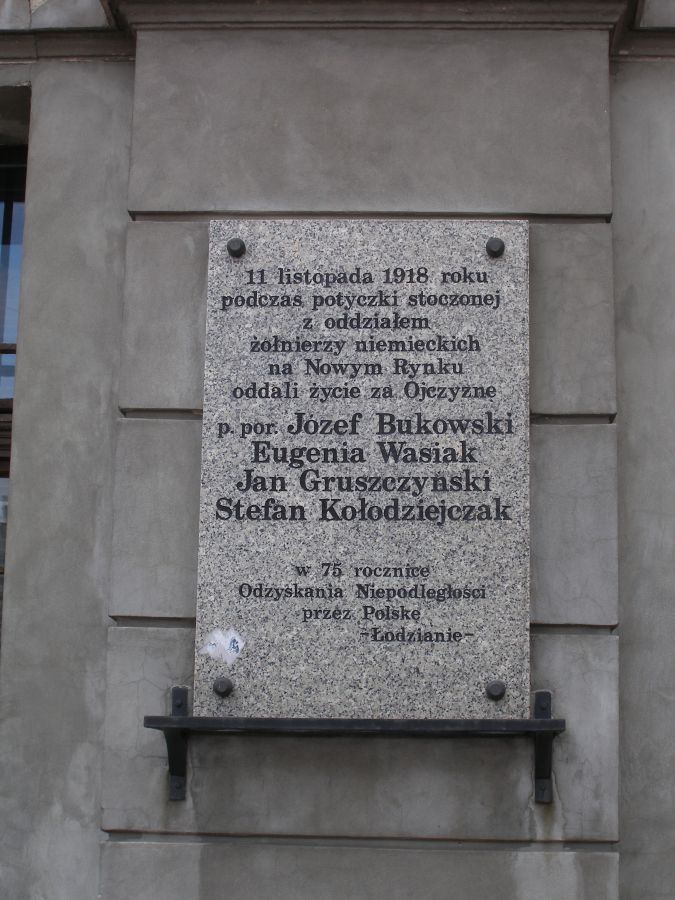 11 listopada 1918 roku
podczas potyczki stoczonej
z oddziałem
żołnierzy niemieckich
na Nowym Rynku
oddali życie za Ojczyznę
p. por. Józef Bukowski
Eugenia Wasiak
Jan Gruszczyński
Stefan Kołodziejczak
w 75 rocznicę
Odzyskania Niepodległości
przez Polskę
-Łodzianie-